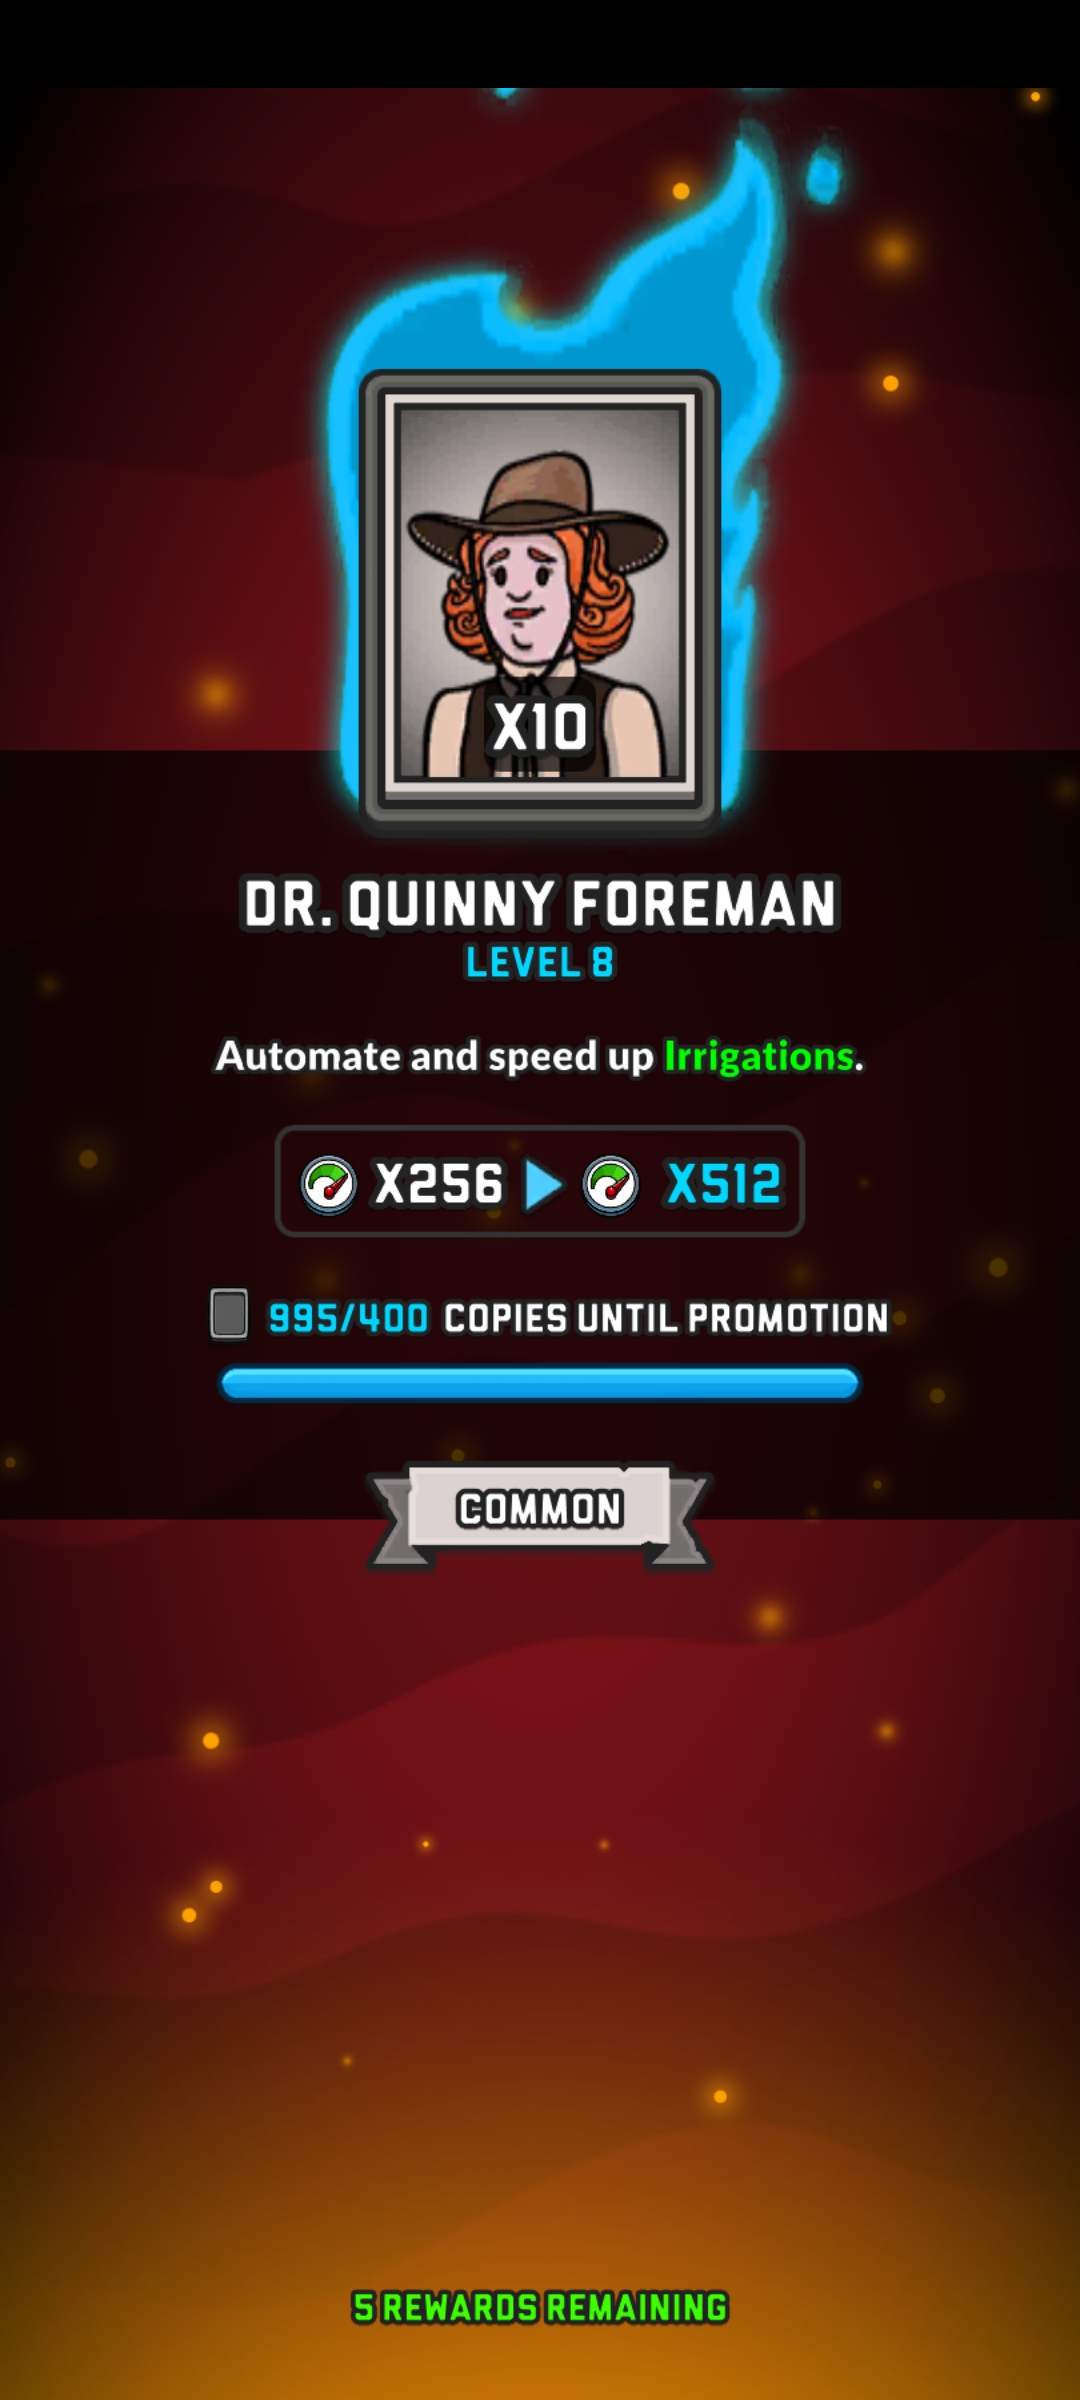 X10
DR. QUINNY FOREMAN
LEVEL 8
Automate and speed up Irrigations.
X256 X512
995/400 COPIES UNTIL PROMOTION
COMMON
5 REWARDS REMAINING